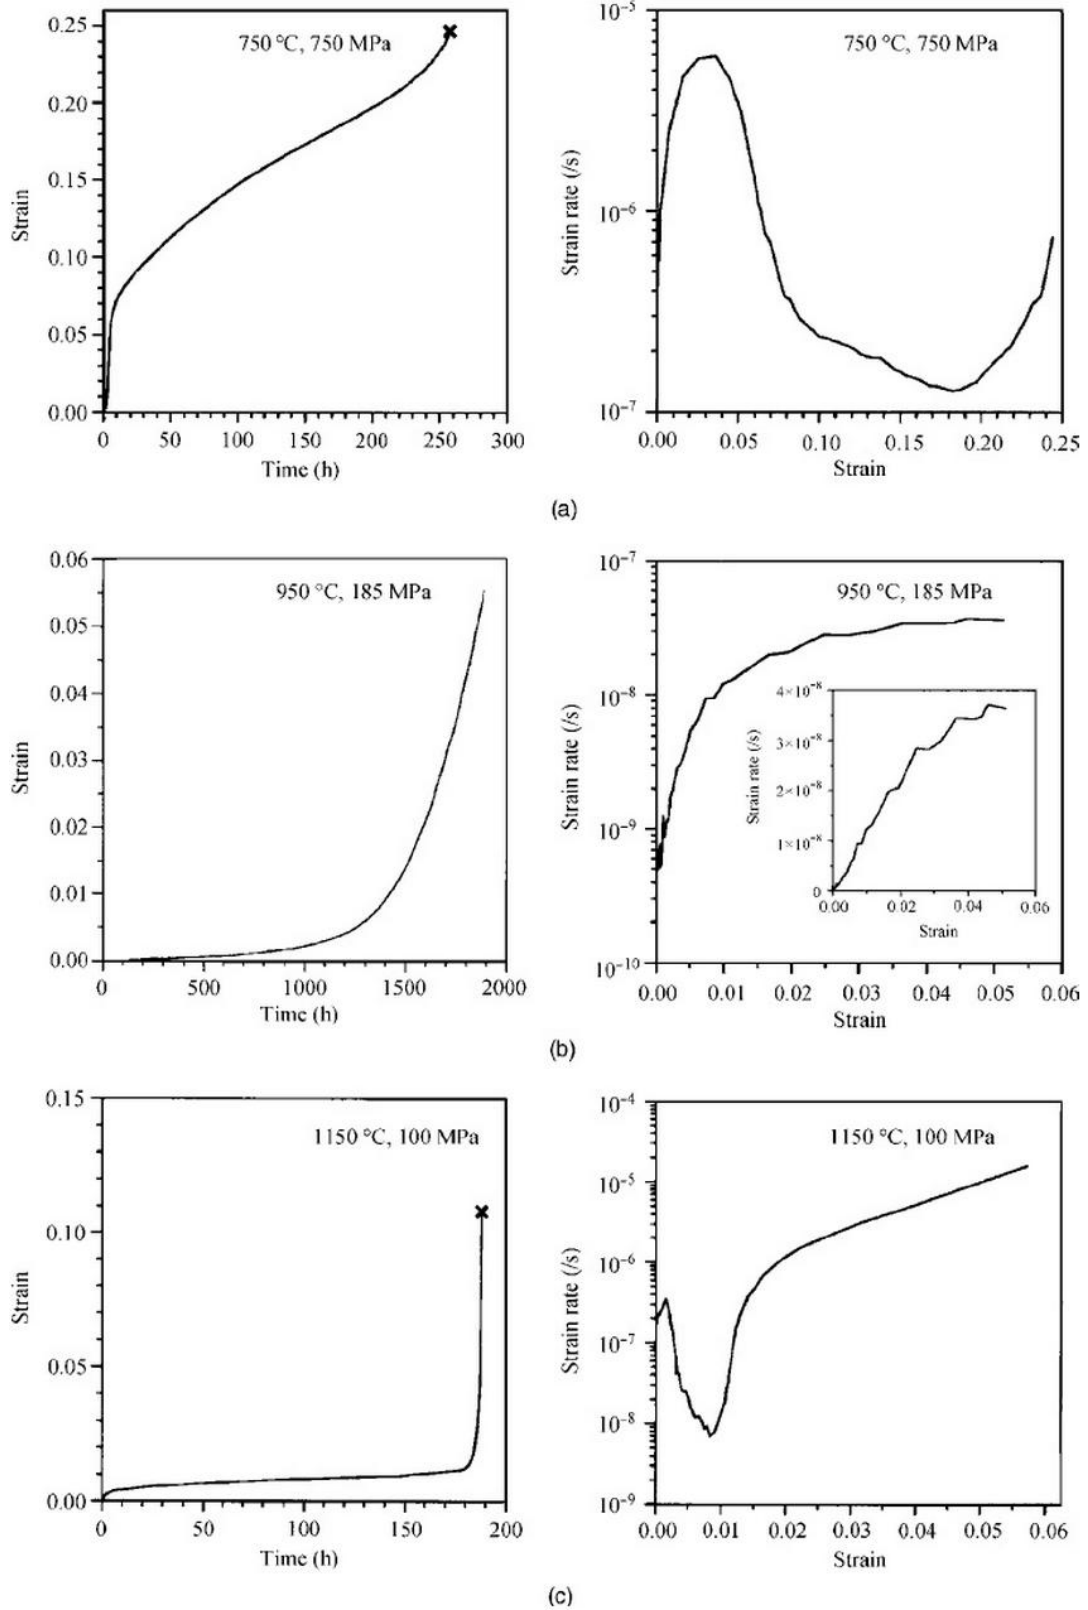 750 °C, 750 MPa
0.25
0.20
0.15
0.10
0.05
0.00
Strain
0 50 100 150 200 250 300
Time (h)
750 °C, 750 MPa
10⁻⁵
10⁻⁶
10⁻⁷
Strain rate (/s)
0.00 0.05 0.10 0.15 0.20 0.25
Strain
(a)
950 °C, 185 MPa
0.06
0.05
0.04
0.03
0.02
0.01
0.00
Strain
0 500 1000 1500 2000
Time (h)
950 °C, 185 MPa
10⁻⁷
10⁻⁸
10⁻⁹
10⁻¹⁰
Strain rate (/s)
4×10⁻⁸
3×10⁻⁸
2×10⁻⁸
1×10⁻⁸
0
Strain rate (/s)
0.00 0.02 0.04 0.06
Strain
0.00 0.01 0.02 0.03 0.04 0.05 0.06
Strain
(b)
1150 °C, 100 MPa
0.15
0.10
0.05
0.00
Strain
0 50 100 150 200
Time (h)
1150 °C, 100 MPa
10⁻⁴
10⁻⁵
10⁻⁶
10⁻⁷
10⁻⁸
10⁻⁹
Strain rate (/s)
0.00 0.01 0.02 0.03 0.04 0.05 0.06
Strain
(c)